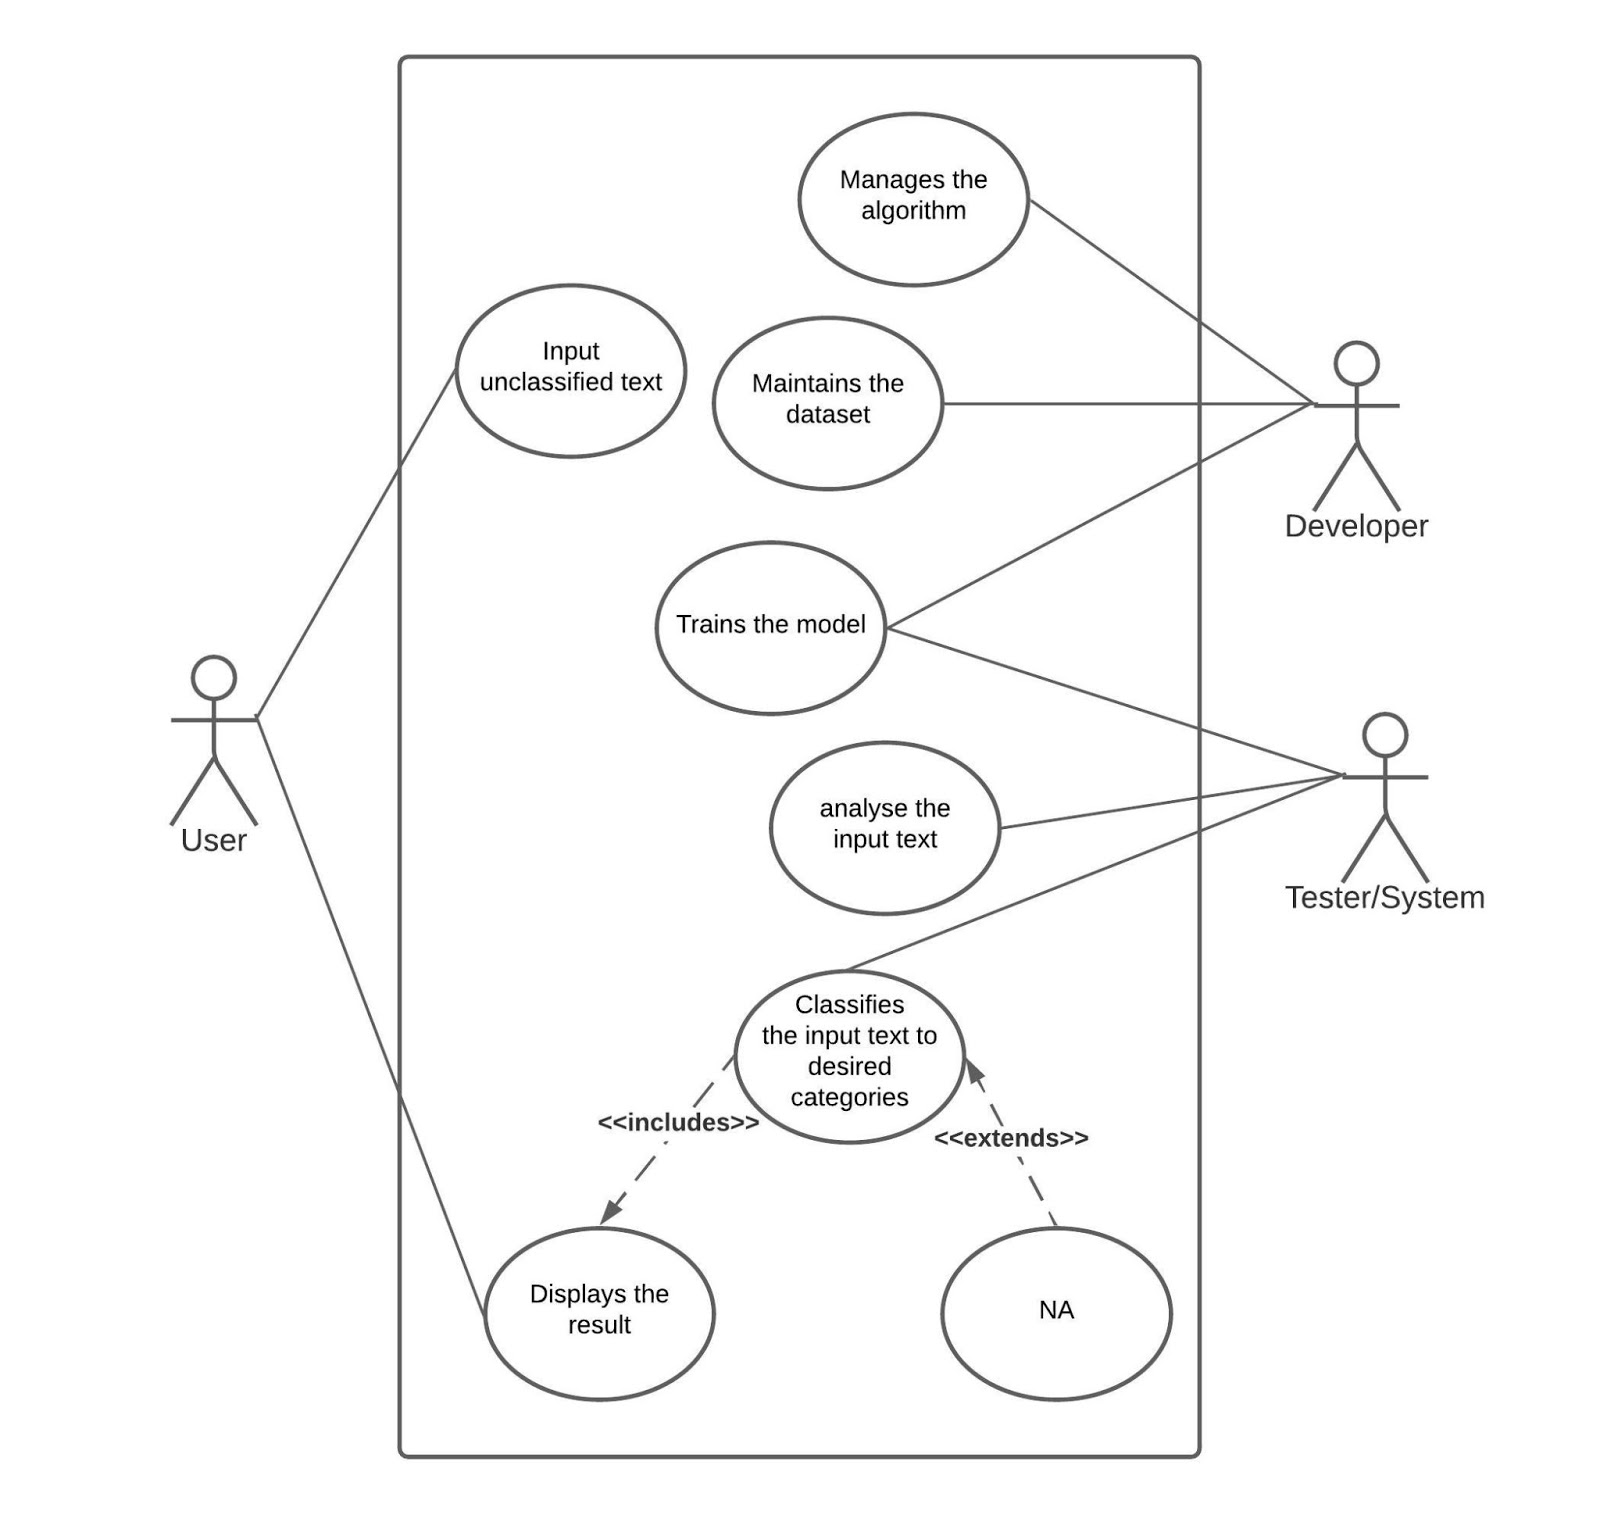 Manages the
algorithm
Input
unclassified text
Maintains the
dataset
Developer
Trains the model
User
analyse the
input text
Tester/System
Classifies
the input text to
desired
categories
<<includes>>
<<extends>>
Displays the
result
NA